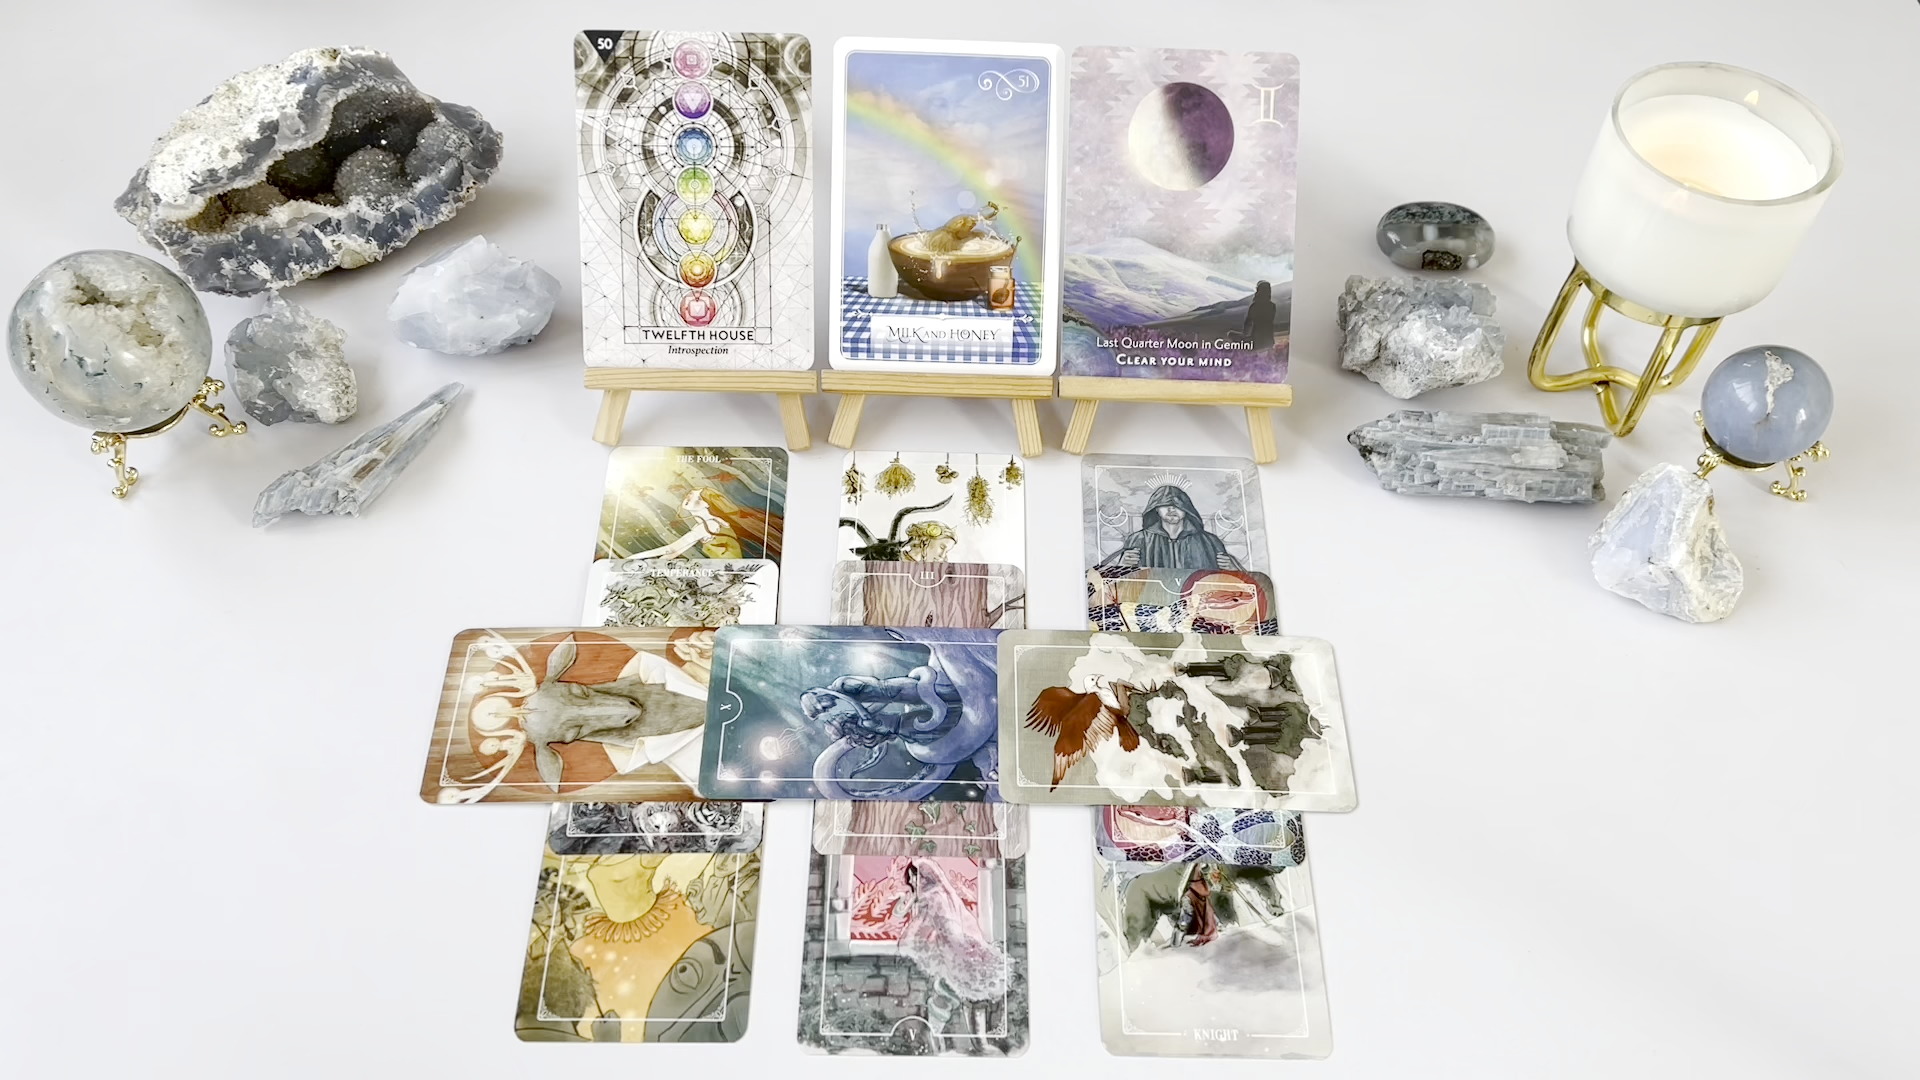 50
TWELFTH HOUSE
Introspection
51
MILK AND HONEY
Last Quarter Moon in Gemini
CLEAR YOUR MIND
THE FOOL
TEMPERANCE
III
V
X
V
KNIGHT